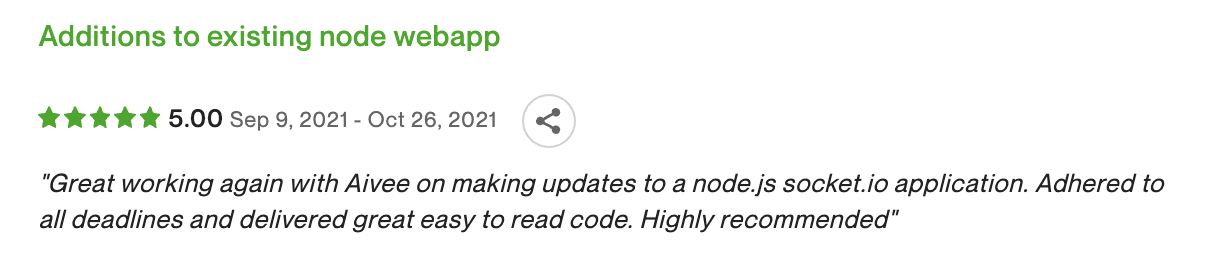 Additions to existing node webapp
5.00 Sep 9, 2021 - Oct 26, 2021
"Great working again with Aivee on making updates to a node.js socket.io application. Adhered to
all deadlines and delivered great easy to read code. Highly recommended"